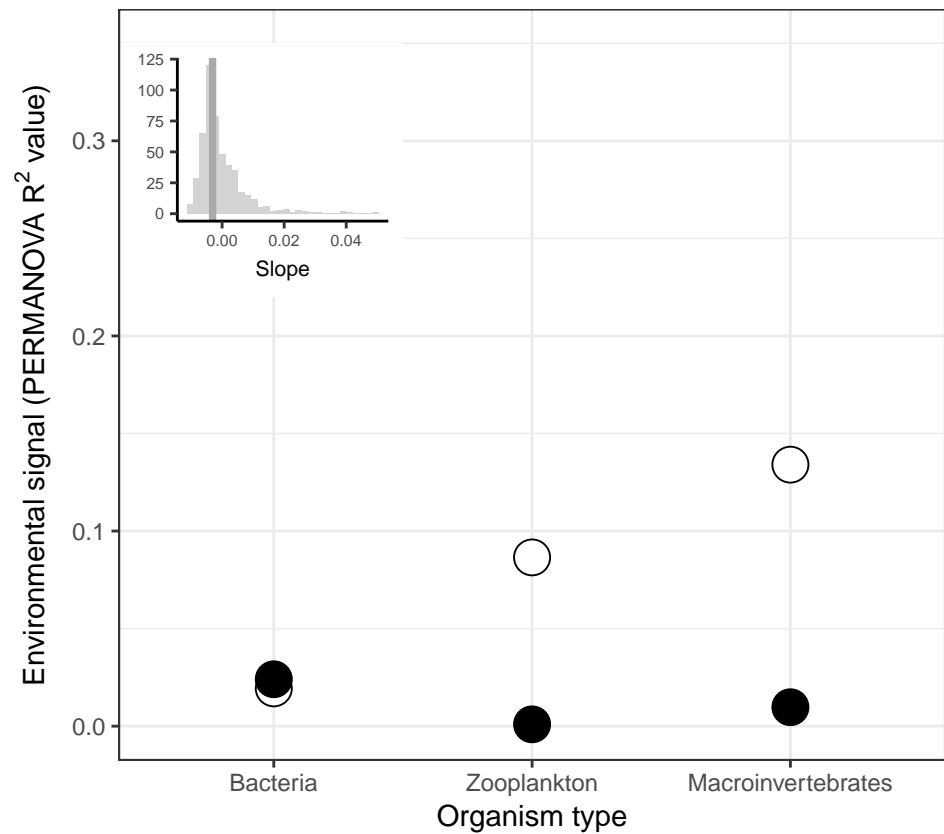 Environmental signal (PERMANOVA R² value)
0.3
0.2
0.1
0.0
125
100
75
50
25
0
0.00 0.02 0.04
Slope
Bacteria Zooplankton Macroinvertebrates
Organism type